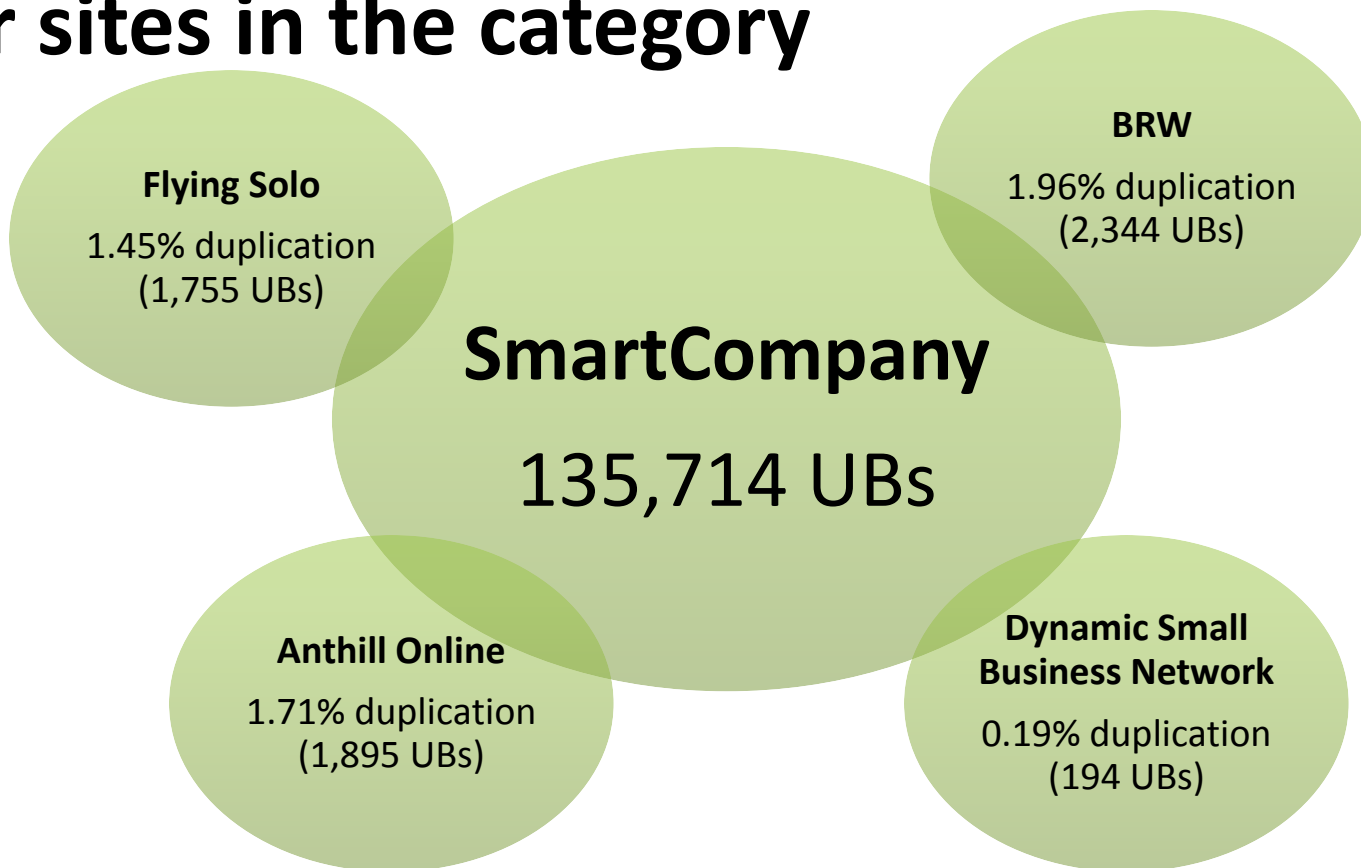 sites in the category
BRW
1.96% duplication
(2,344 UBs)
Flying Solo
1.45% duplication
(1,755 UBs)
SmartCompany
135,714 UBs
Anthill Online
1.71% duplication
(1,895 UBs)
Dynamic Small
Business Network
0.19% duplication
(194 UBs)